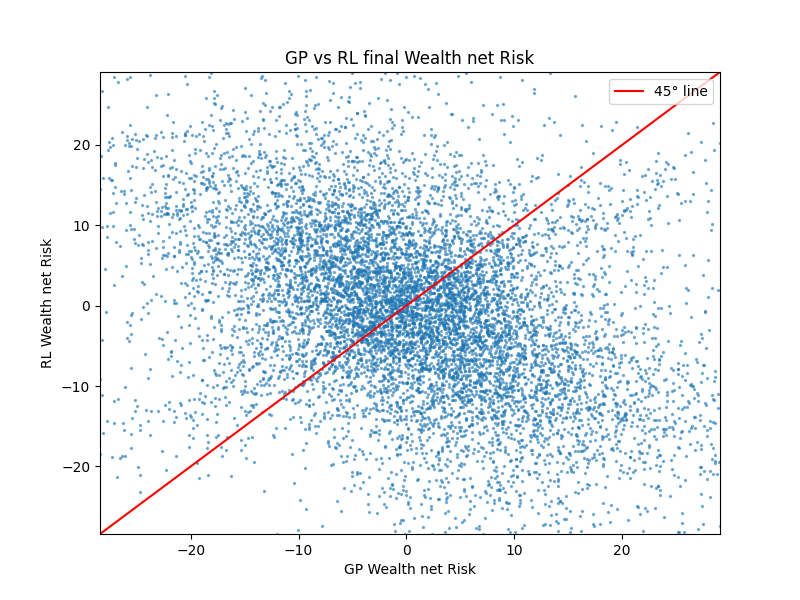 GP vs RL final Wealth net Risk
45° line
RL Wealth net Risk
20
10
0
−10
−20
−20
−10
0
10
20
GP Wealth net Risk